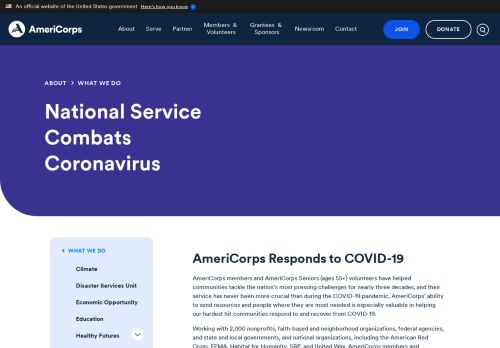 An official website of the United States government Here's how you know
AmeriCorps
About Serve Partner Members & Volunteers Grantees & Sponsors Newsroom Contact JOIN DONATE
ABOUT > WHAT WE DO
National Service
Combats
Coronavirus
< WHAT WE DO
Climate
Disaster Services Unit
Economic Opportunity
Education
Healthy Futures
AmeriCorps Responds to COVID-19
AmeriCorps members and AmeriCorps Seniors (ages 55+) volunteers have helped
communities tackle the nation's most pressing challenges for nearly three decades, and their
service has never been more crucial than during the COVID-19 pandemic. AmeriCorps' ability
to send resources and people where they are most needed is especially valuable in helping
our hardest hit communities respond to and recover from COVID-19.
Working with 2,000 nonprofits, faith-based and neighborhood organizations, federal agencies,
and state and local governments, and national organizations, including the American Red
Cross, FEMA, Habitat for Humanity, SBP, and United Way, AmeriCorps members and